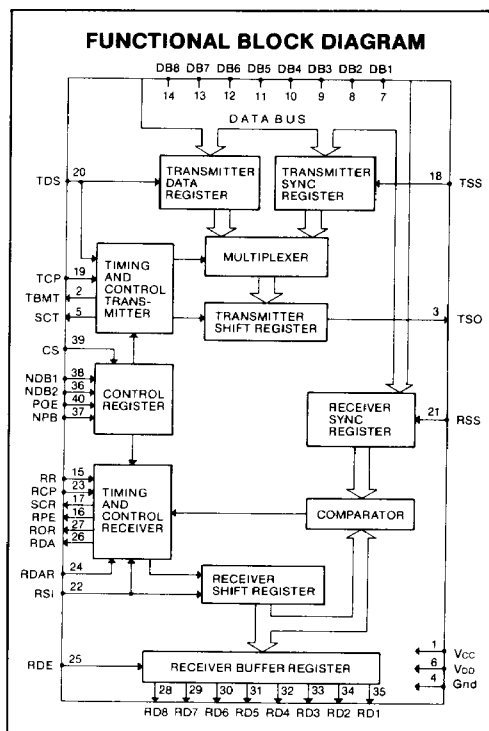 FUNCTIONAL BLOCK DIAGRAM
DB8 DB7 DB6 DB5 DB4 DB3 DB2 DB1
14 13 12 11 10 9 8 7
DATA BUS
TDS 20
TRANSMITTER
DATA
REGISTER
TRANSMITTER
SYNC
REGISTER
18 TSS
TIMING
AND
CONTROL
TRANS-
MITTER
MULTIPLEXER
TCP 19
TBMT 2
SCT 5
TRANSMITTER
SHIFT REGISTER
3 TSO
CS 39
NDB1 38
NDB2 36
POE 40
NPB 37
CONTROL
REGISTER
RECEIVER
SYNC
REGISTER
21 RSS
RR 15
RCP 23
SCR 17
RPE 16
ROR 27
RDA 26
TIMING
AND
CONTROL
RECEIVER
COMPARATOR
RDAR 24
RSI 22
RECEIVER
SHIFT REGISTER
1 VCC
6 VDD
4 Gnd
RDE 25
RECEIVER BUFFER REGISTER
28 29 30 31 32 33 34 35
RD8 RD7 RD6 RD5 RD4 RD3 RD2 RD1